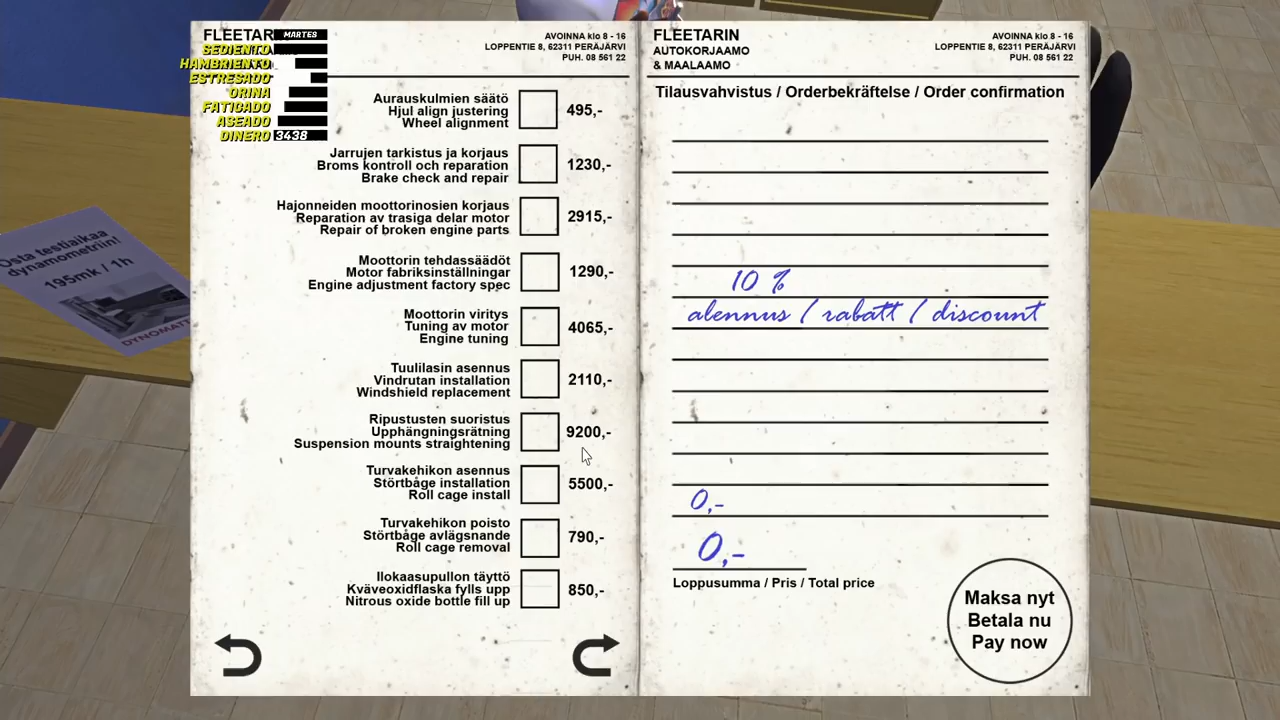 FLEETAR
MARTES
SEDIENTO
HAMBRIENTO
ESTRESADO
ORINA
FATIGADO
ASEADO
DINERO 3438
AVOINNA klo 8 - 16
LOPPENTIE 8, 62311 PERÄJÄRVI
PUH. 08 561 22
Aurauskulmien säätö
Hjul align justering
Wheel alignment
495,-
Jarrujen tarkistus ja korjaus
Broms kontroll och reparation
Brake check and repair
1230,-
Hajonneiden moottorinosien korjaus
Reparation av trasiga delar motor
Repair of broken engine parts
2915,-
Moottorin tehdassäädöt
Motor fabriksinställningar
Engine adjustment factory spec
1290,-
Moottorin viritys
Tuning av motor
Engine tuning
4065,-
Tuulilasin asennus
Vindrutan installation
Windshield replacement
2110,-
Ripustusten suoristus
Upphängningsrätning
Suspension mounts straightening
9200,-
Turvakehikon asennus
Störtbåge installation
Roll cage install
5500,-
Turvakehikon poisto
Störtbåge avlägsnande
Roll cage removal
790,-
Ilokaasupullon täyttö
Kväveoxidflaska fylls upp
Nitrous oxide bottle fill up
850,-
FLEETARIN
AUTOKORJAAMO
& MAALAAMO
AVOINNA klo 8 - 16
LOPPENTIE 8, 62311 PERÄJÄRVI
PUH. 08 561 22
Tilausvahvistus / Orderbekräftelse / Order confirmation
10 %
alennus / rabatt / discount
0,-
0,-
Loppusumma / Pris / Total price
Maksa nyt
Betala nu
Pay now
Osta testiaikaa
dynamometriin!
195mk / 1h
DYNOMATT